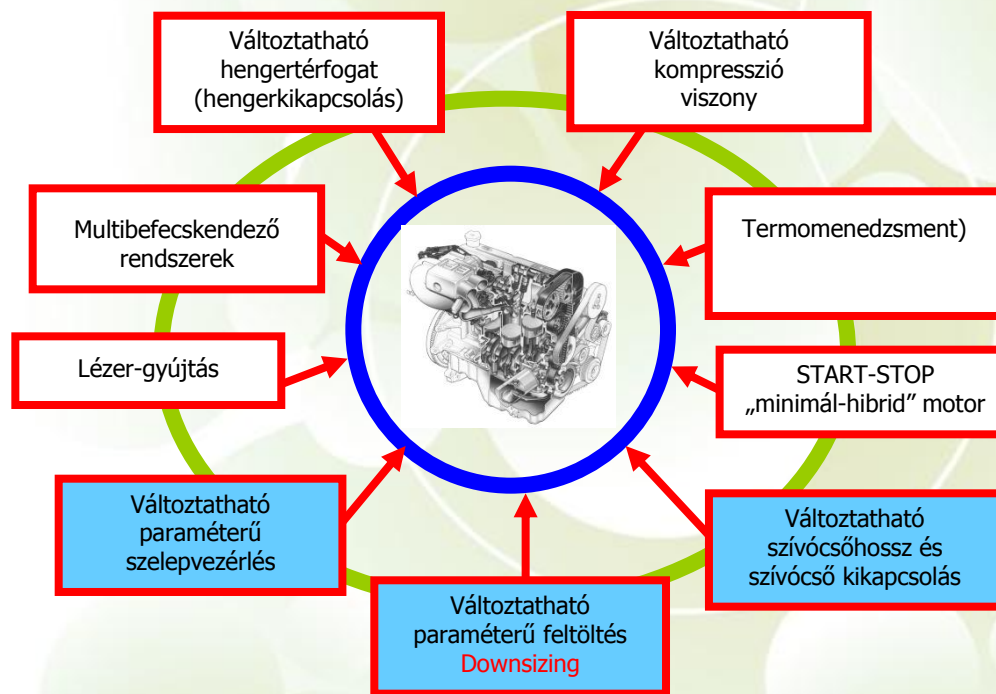 Változtatható
hengertérfogat
(hengerkikapcsolás)
Változtatható
kompresszió
viszony
Multibefecskendező
rendszerek
Termomenedzsment)
Lézer-gyújtás
START-STOP
„minimál-hibrid” motor
Változtatható
paraméterű
szelepvezérlés
Változtatható
paraméterű feltöltés
Downsizing
Változtatható
szívócsőhossz és
szívócső kikapcsolás